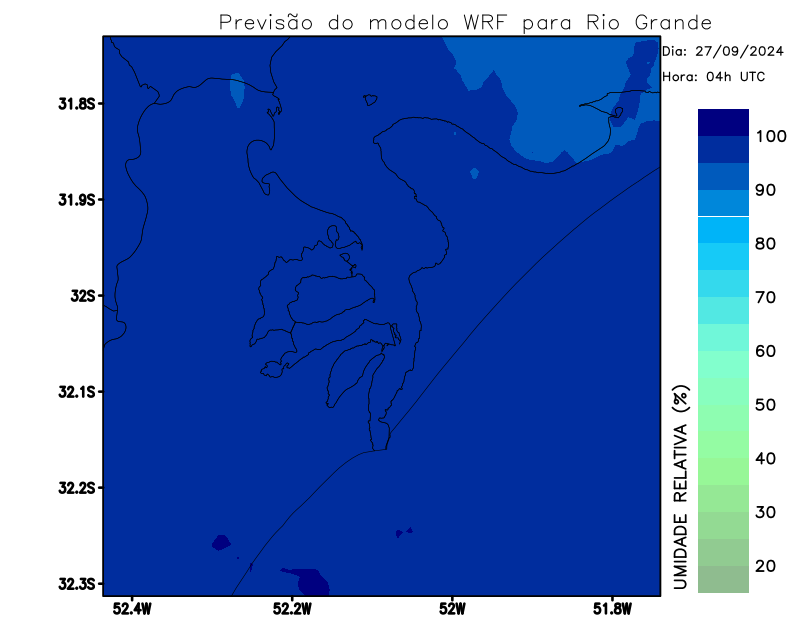 Previsão do modelo WRF para Rio Grande
Dia: 27/09/2024
Hora: 04h UTC
31.8S
31.9S
32S
32.1S
32.2S
32.3S
52.4W
52.2W
52W
51.8W
UMIDADE RELATIVA (%)
100
90
80
70
60
50
40
30
20